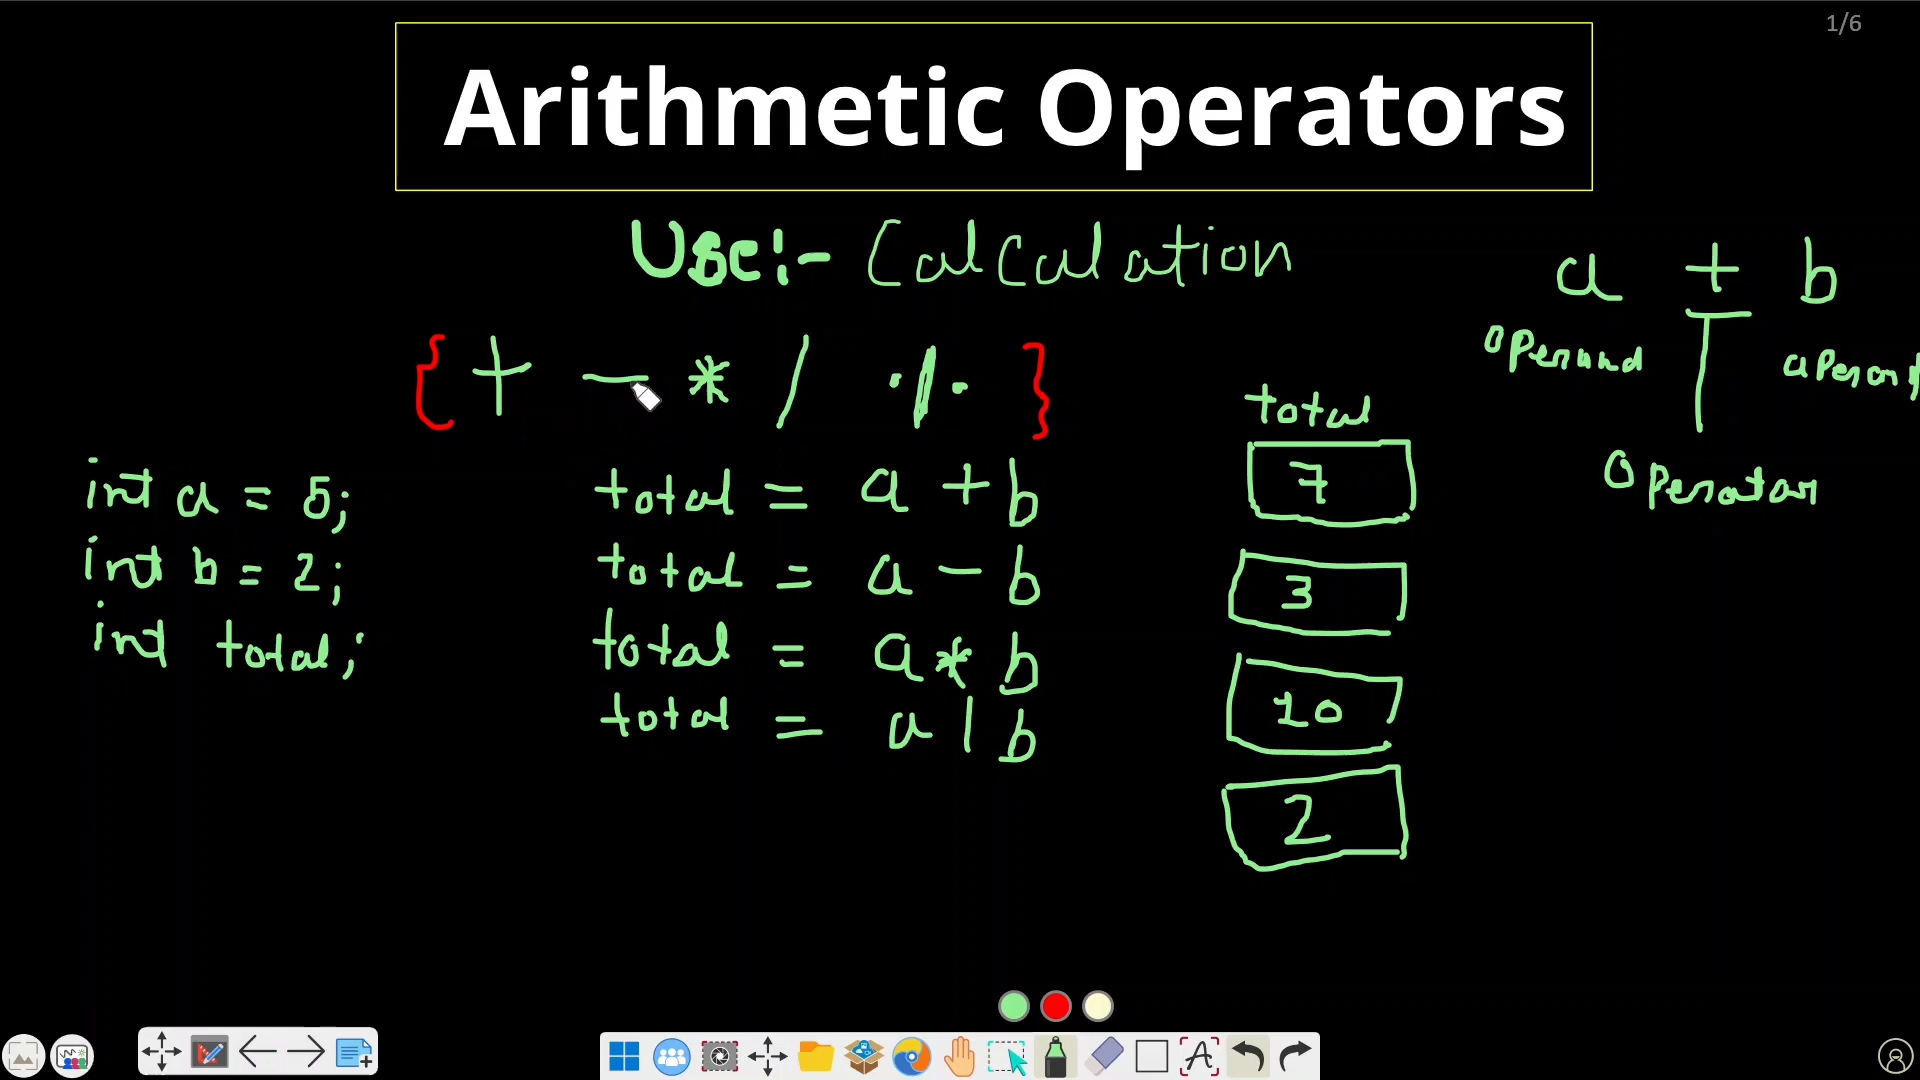 1/6
Arithmetic Operators
Use:- Calculation
a + b
operand operand
operator
{ + - * / % }
int a = 5;
int b = 2;
int total;
total = a + b
total = a - b
total = a * b
total = a / b
total
7
3
10
2